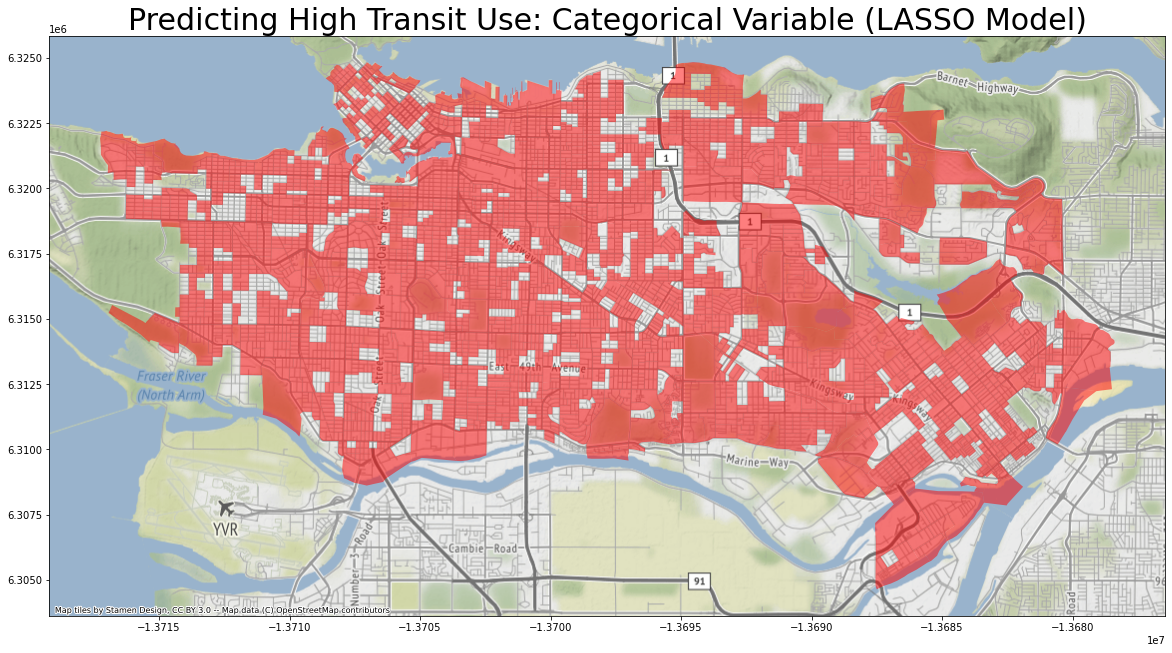 Predicting High Transit Use: Categorical Variable (LASSO Model)
1e6
6.3250
6.3225
6.3200
6.3175
6.3150
6.3125
6.3100
6.3075
6.3050
1
Barnet Highway
1
1
1
Kingsway
Oak Street
Oak Street
Oak Street
East 49th Avenue
Kingsway
Kingsway
Fraser River
(North Arm)
Marine Way
YVR
Cambie Road
Number 3 Road
91
Road
Map tiles by Stamen Design, CC BY 3.0 -- Map data (C) OpenStreetMap contributors
−1.3715
−1.3710
−1.3705
−1.3700
−1.3695
−1.3690
−1.3685
−1.3680
1e7